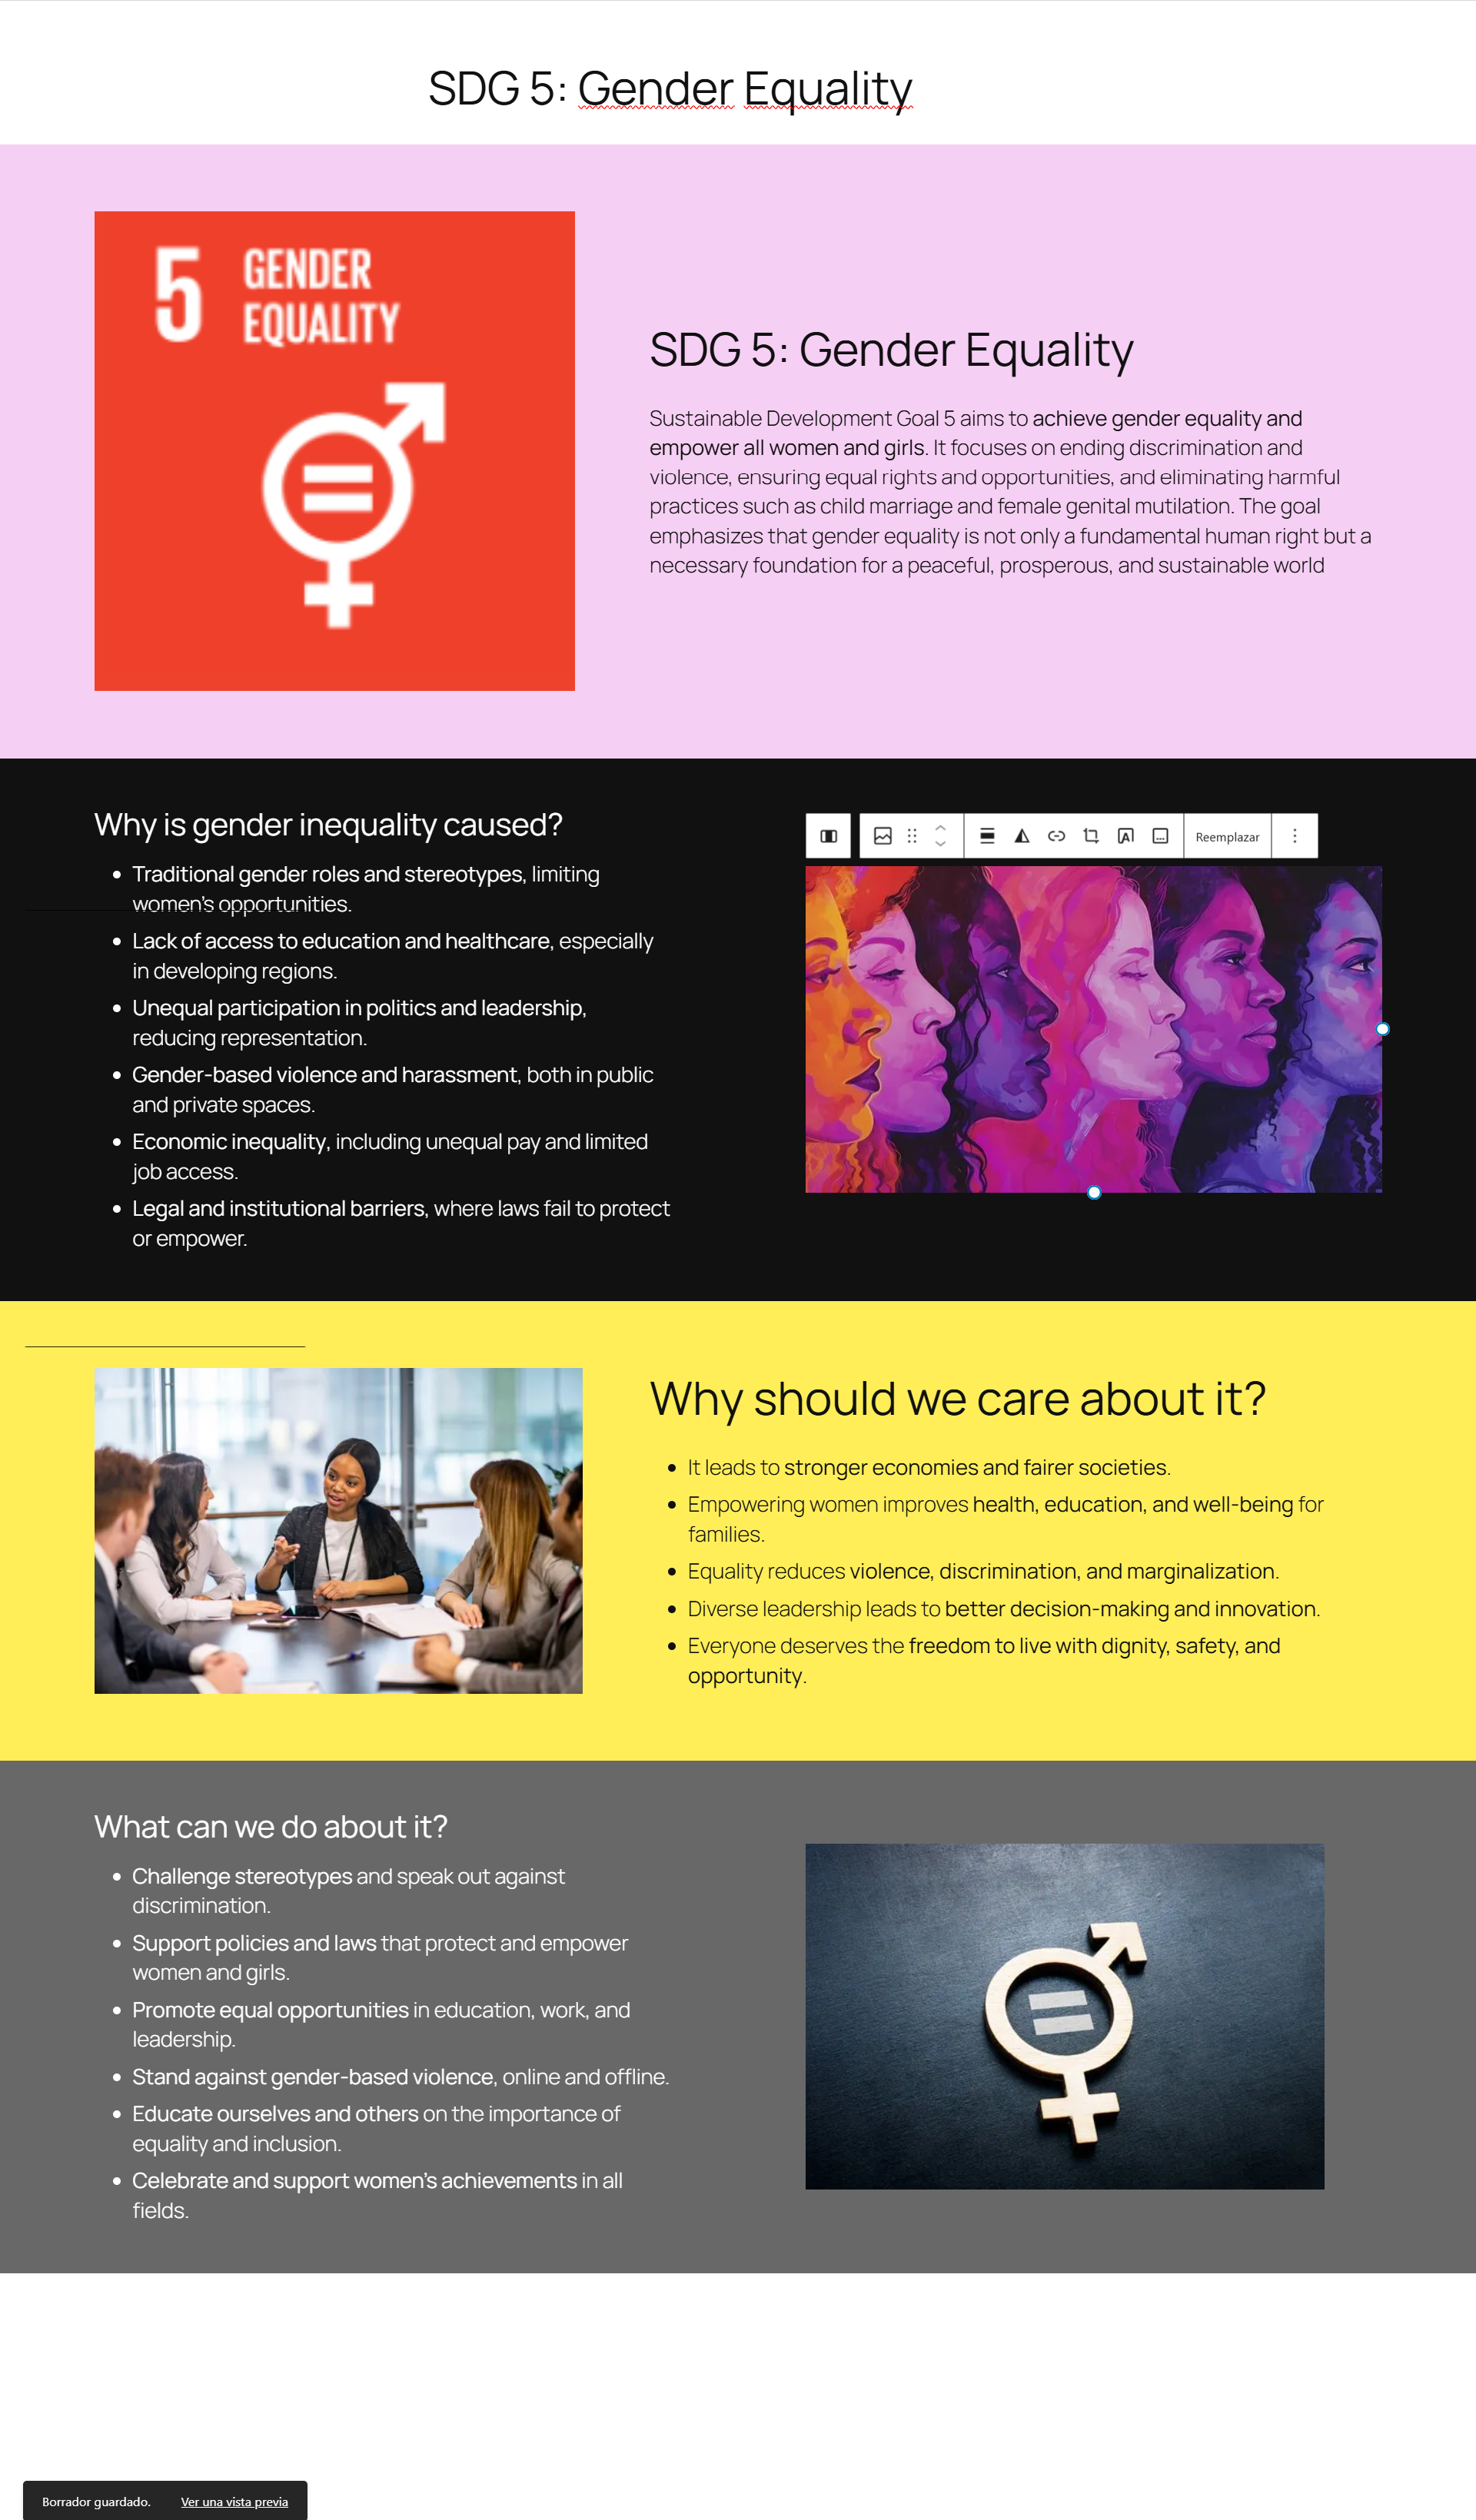 SDG 5: Gender Equality
5 GENDER
EQUALITY
SDG 5: Gender Equality
Sustainable Development Goal 5 aims to achieve gender equality and
empower all women and girls. It focuses on ending discrimination and
violence, ensuring equal rights and opportunities, and eliminating harmful
practices such as child marriage and female genital mutilation. The goal
emphasizes that gender equality is not only a fundamental human right but a
necessary foundation for a peaceful, prosperous, and sustainable world
Why is gender inequality caused?
Traditional gender roles and stereotypes, limiting
women's opportunities.
Lack of access to education and healthcare, especially
in developing regions.
Unequal participation in politics and leadership,
reducing representation.
Gender-based violence and harassment, both in public
and private spaces.
Economic inequality, including unequal pay and limited
job access.
Legal and institutional barriers, where laws fail to protect
or empower.
Reemplazar
Why should we care about it?
It leads to stronger economies and fairer societies.
Empowering women improves health, education, and well-being for
families.
Equality reduces violence, discrimination, and marginalization.
Diverse leadership leads to better decision-making and innovation.
Everyone deserves the freedom to live with dignity, safety, and
opportunity.
What can we do about it?
Challenge stereotypes and speak out against
discrimination.
Support policies and laws that protect and empower
women and girls.
Promote equal opportunities in education, work, and
leadership.
Stand against gender-based violence, online and offline.
Educate ourselves and others on the importance of
equality and inclusion.
Celebrate and support women's achievements in all
fields.
Borrador guardado. Ver una vista previa